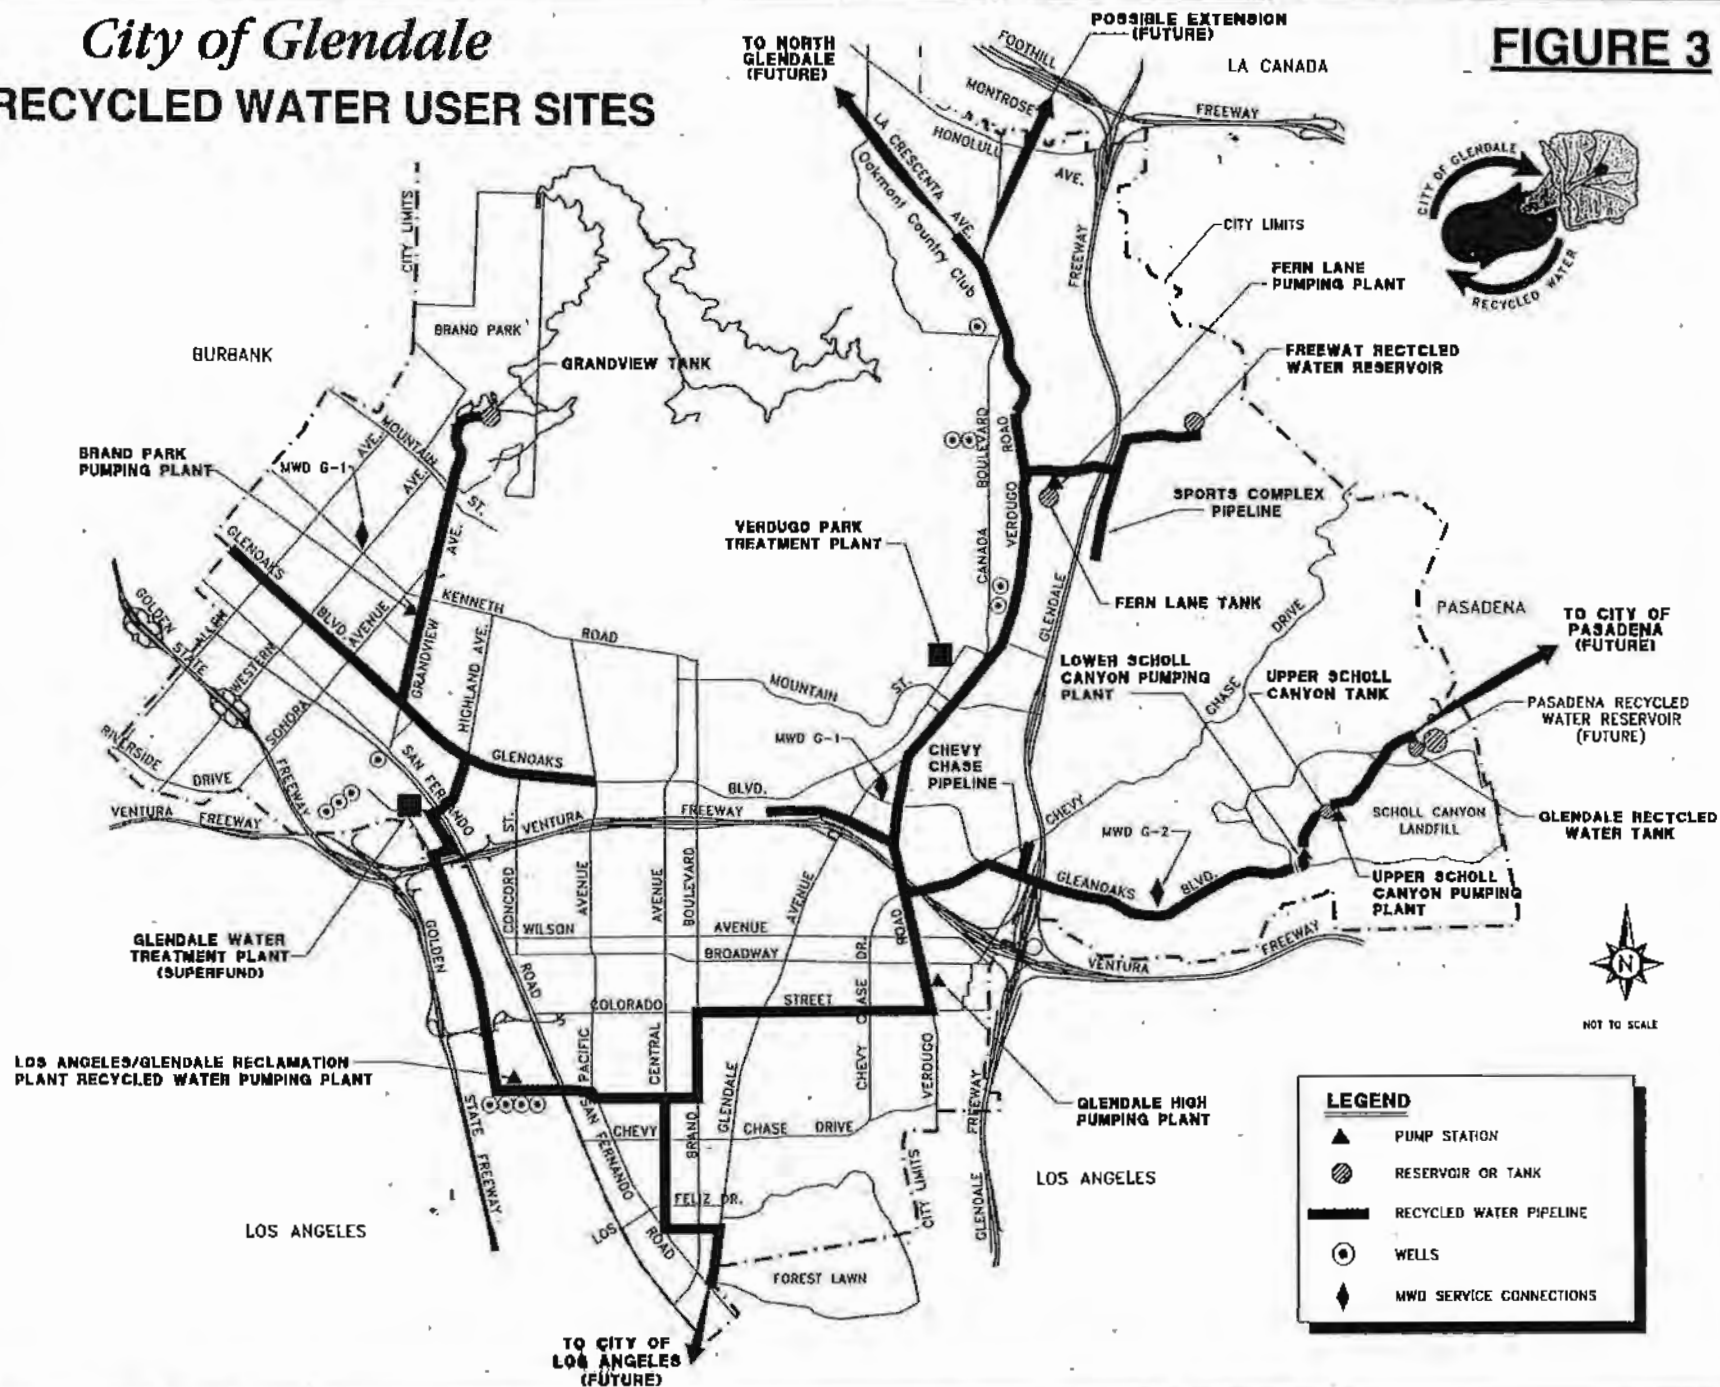 City of Glendale
RECYCLED WATER USER SITES
FIGURE 3
POSSIBLE EXTENSION
(FUTURE)
TO NORTH
GLENDALE
(FUTURE)
FOOTHILL
FREEWAY
LA CANADA
MONTROSE
HONOLULU
AVE.
LA CRESCENTA AVE.
Oakmont Country Club
FREEWAY
CITY OF GLENDALE
RECYCLED WATER
CITY LIMITS
CITY LIMITS
FERN LANE
PUMPING PLANT
BRAND PARK
BURBANK
GRANDVIEW TANK
FREEWAT RECTCLED
WATER RESERVOIR
MOUNTAIN
ST.
AVE.
AVE.
BRAND PARK
PUMPING PLANT
MWD G-1
GLENOAKS
BLVD.
AVE.
CANADA BOULEVARD
VERDUGO ROAD
SPORTS COMPLEX
PIPELINE
VERDUGO PARK
TREATMENT PLANT
FERN LANE TANK
GLENDALE
CHASE DRIVE
PASADENA
TO CITY OF
PASADENA
(FUTURE)
GOLDEN
STATE
FREEWAY
ALLEN
WESTERN
SONORA
AVENUE
GRANDVIEW
HIGHLAND AVE.
KENNETH
ROAD
MOUNTAIN
ST.
LOWER SCHOLL
CANYON PUMPING
PLANT
UPPER SCHOLL
CANYON TANK
PASADENA RECYCLED
WATER RESERVOIR
(FUTURE)
RIVERSIDE
DRIVE
SAN FERNANDO
GLENOAKS
BLVD.
MWD G-1
CHEVY
CHASE
PIPELINE
CHEVY
VENTURA
FREEWAY
VENTURA
FREEWAY
MWD G-2
SCHOLL CANYON
LANDFILL
GLENDALE RECTCLED
WATER TANK
GLEANOAKS
BLVD.
UPPER SCHOLL
CANYON PUMPING
PLANT
CONCORD
ST.
AVENUE
AVENUE
BOULEVARD
AVENUE
WILSON
AVENUE
BROADWAY
ROAD
VENTURA
FREEWAY
GLENDALE WATER
TREATMENT PLANT
(SUPERFUND)
GOLDEN
ROAD
COLORADO
STREET
CHASE DR.
N
NOT TO SCALE
LOS ANGELES/GLENDALE RECLAMATION
PLANT RECYCLED WATER PUMPING PLANT
PACIFIC
CENTRAL
CHEVY
VERDUGO
GLENDALE HIGH
PUMPING PLANT
STATE FREEWAY
SAN FERNANDO
ROAD
CHEVY
CHASE
DRIVE
BRAND
GLENDALE
LOS
FELIZ DR.
CITY LIMITS
GLENDALE
FREEWAY
LOS ANGELES
LOS ANGELES
FOREST LAWN
TO CITY OF
LOS ANGELES
(FUTURE)
LEGEND
PUMP STATION
RESERVOIR OR TANK
RECYCLED WATER PIPELINE
WELLS
MWD SERVICE CONNECTIONS